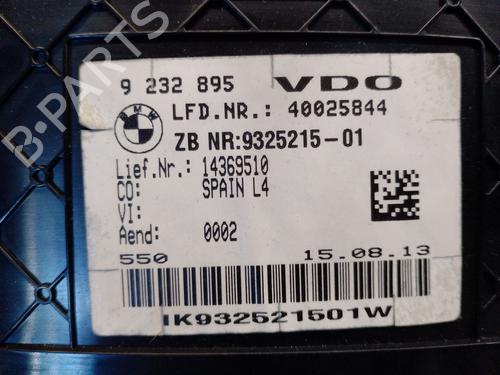 9 232 895 VDO
BMW
LFD.NR.: 40025844
ZB NR:9325215-01
Lief.Nr.: 14369510
CO: SPAIN L4
VI:
Aend: 0002
550 15.08.13
IK932521501W
B-PARTS